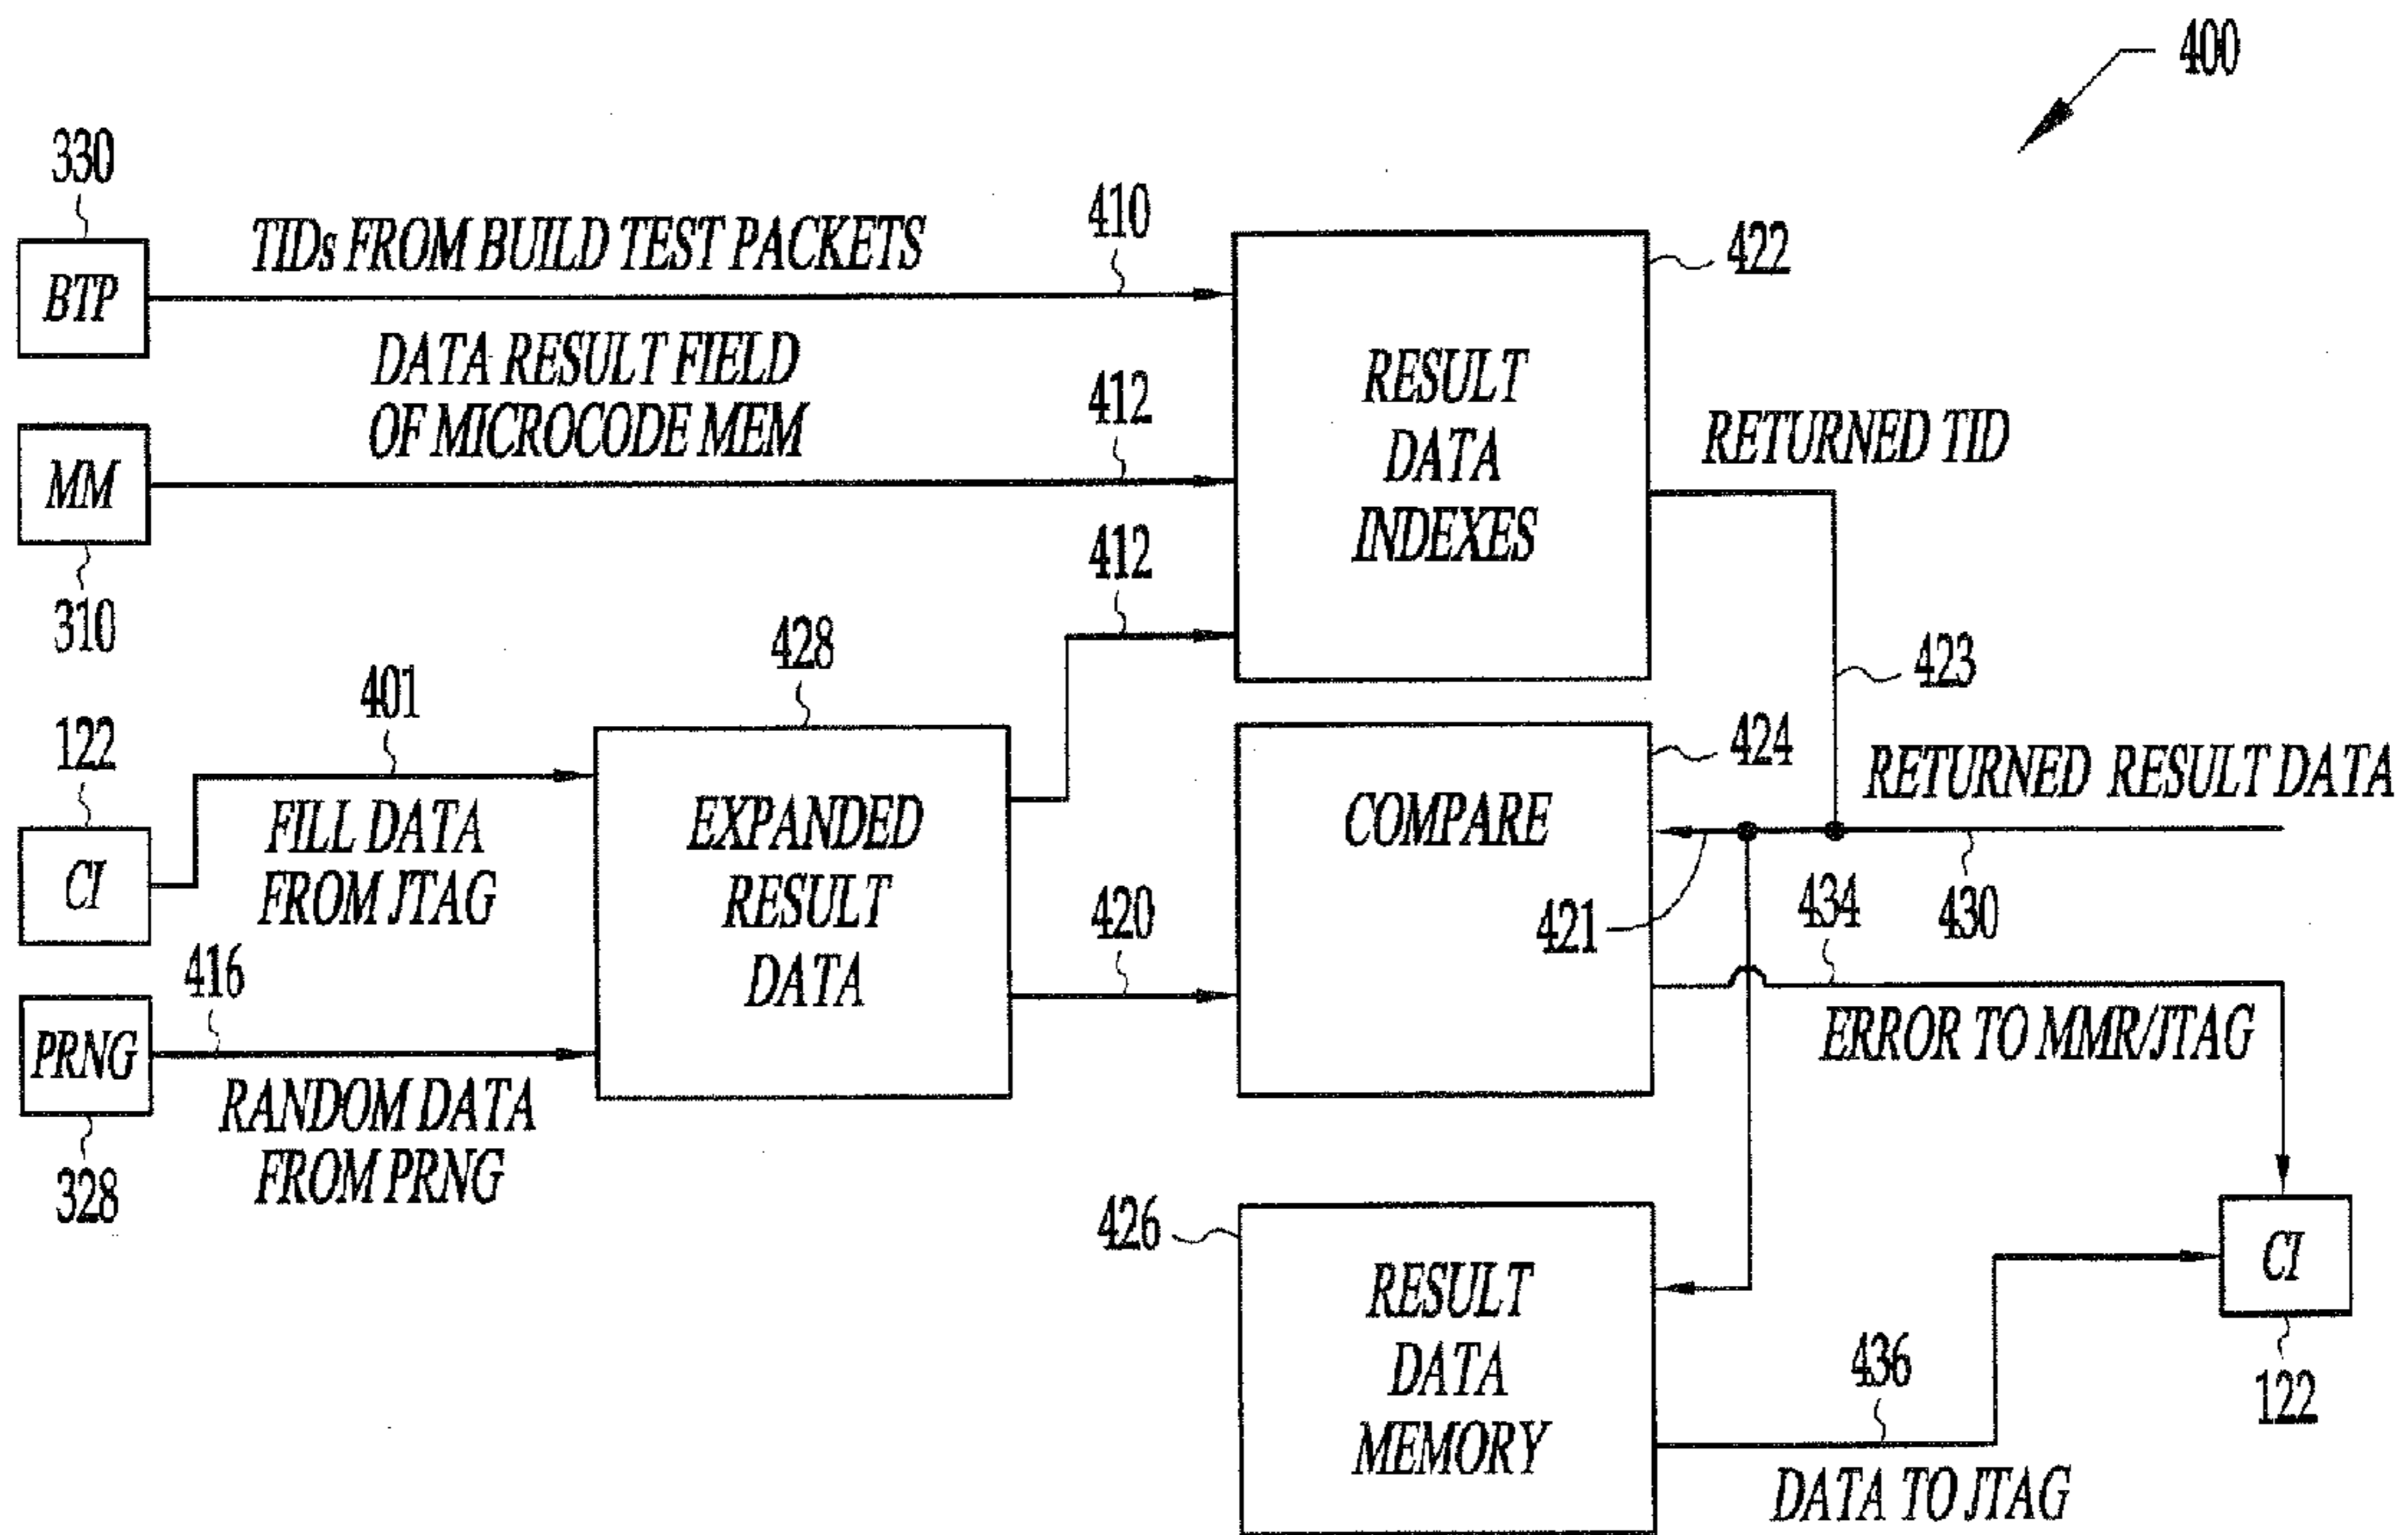 400
330
BTP
TIDs FROM BUILD TEST PACKETS
410
422
DATA RESULT FIELD
OF MICROCODE MEM
412
MM
310
RESULT
DATA
INDEXES
RETURNED TID
412
423
428
401
122
CI
FILL DATA
FROM JTAG
EXPANDED
RESULT
DATA
424
COMPARE
RETURNED RESULT DATA
421
430
434
420
416
PRNG
328
RANDOM DATA
FROM PRNG
ERROR TO MMR/JTAG
426
RESULT
DATA
MEMORY
CI
122
436
DATA TO JTAG